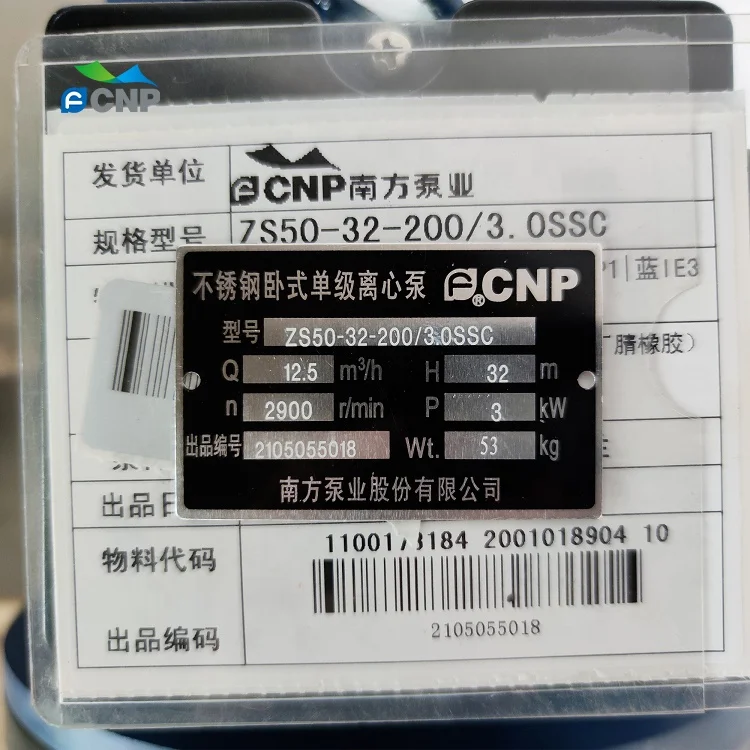 CNP
发货单位 CNP南方泵业
规格型号 ZS50-32-200/3.0SSC
蓝IE3
不锈钢卧式单级离心泵 ®CNP
型号 ZS50-32-200/3.0SSC
腈橡胶）
Q 12.5 m³/h H 32 m
n 2900 r/min P 3 kW
出品编号 2105055018 Wt. 53 kg
南方泵业股份有限公司
出品日
物料代码 2001018904 10
出品编码 2105055018